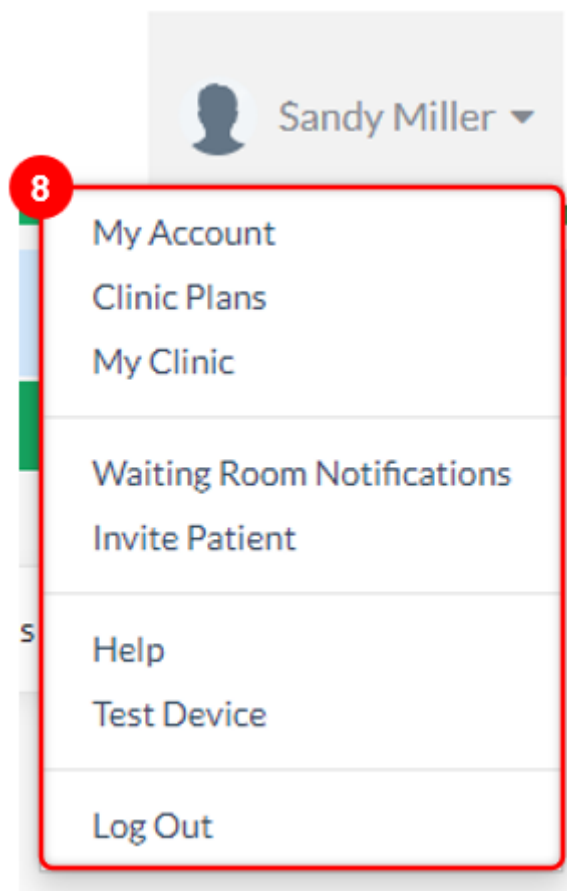 Sandy Miller
8
My Account
Clinic Plans
My Clinic
Waiting Room Notifications
Invite Patient
s
Help
Test Device
Log Out